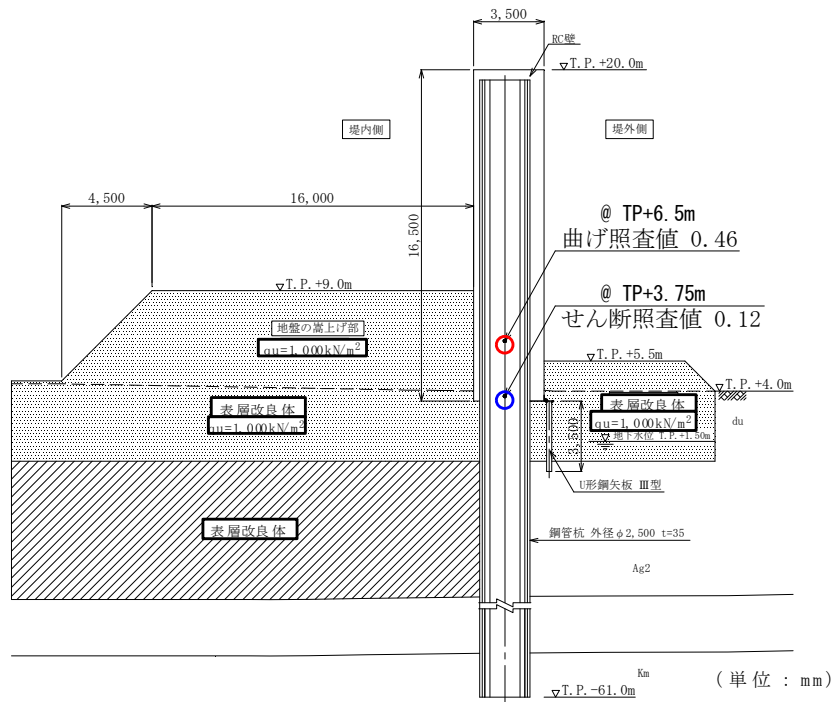 3,500
RC壁
▽T.P.+20.0m
堤内側
堤外側
4,500
16,000
16,500
@ TP+6.5m
曲げ照査値 0.46
▽T.P.+9.0m
@ TP+3.75m
せん断照査値 0.12
地盤の嵩上げ部
qu=1,000kN/m²
▽T.P.+5.5m
▽T.P.+4.0m
表層改良体
qu=1,000kN/m²
表層改良体
qu=1,000kN/m²
du
▽地下水位 T.P.+1.50m
3,500
U形鋼矢板 Ⅲ型
表層改良体
鋼管杭 外径φ2,500 t=35
Ag2
Km
(単位:mm)
▽T.P.-61.0m